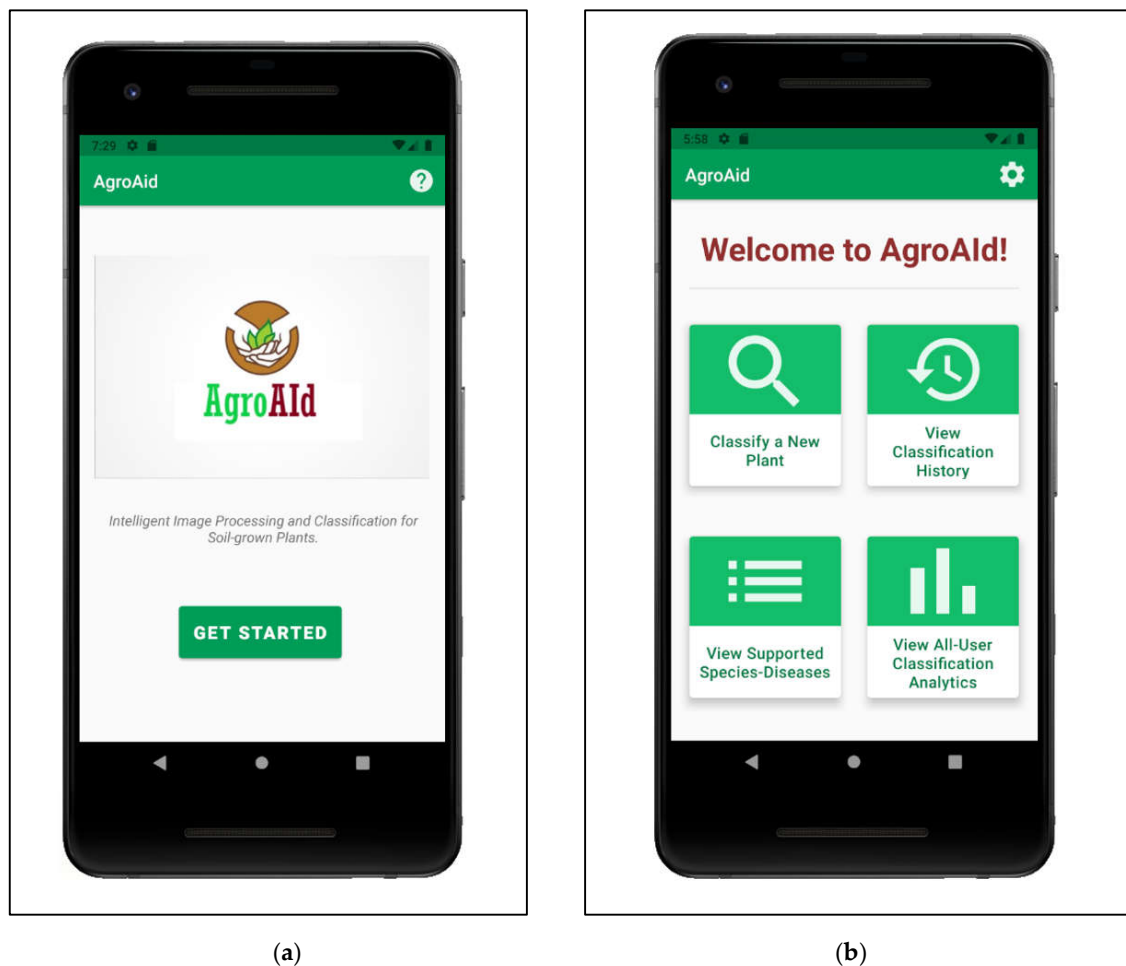 7:29
AgroAid
?
AgroAId
Intelligent Image Processing and Classification for
Soil-grown Plants.
GET STARTED
(a)
5:58
AgroAid
Welcome to AgroAId!
Classify a New
Plant
View
Classification
History
View Supported
Species-Diseases
View All-User
Classification
Analytics
(b)